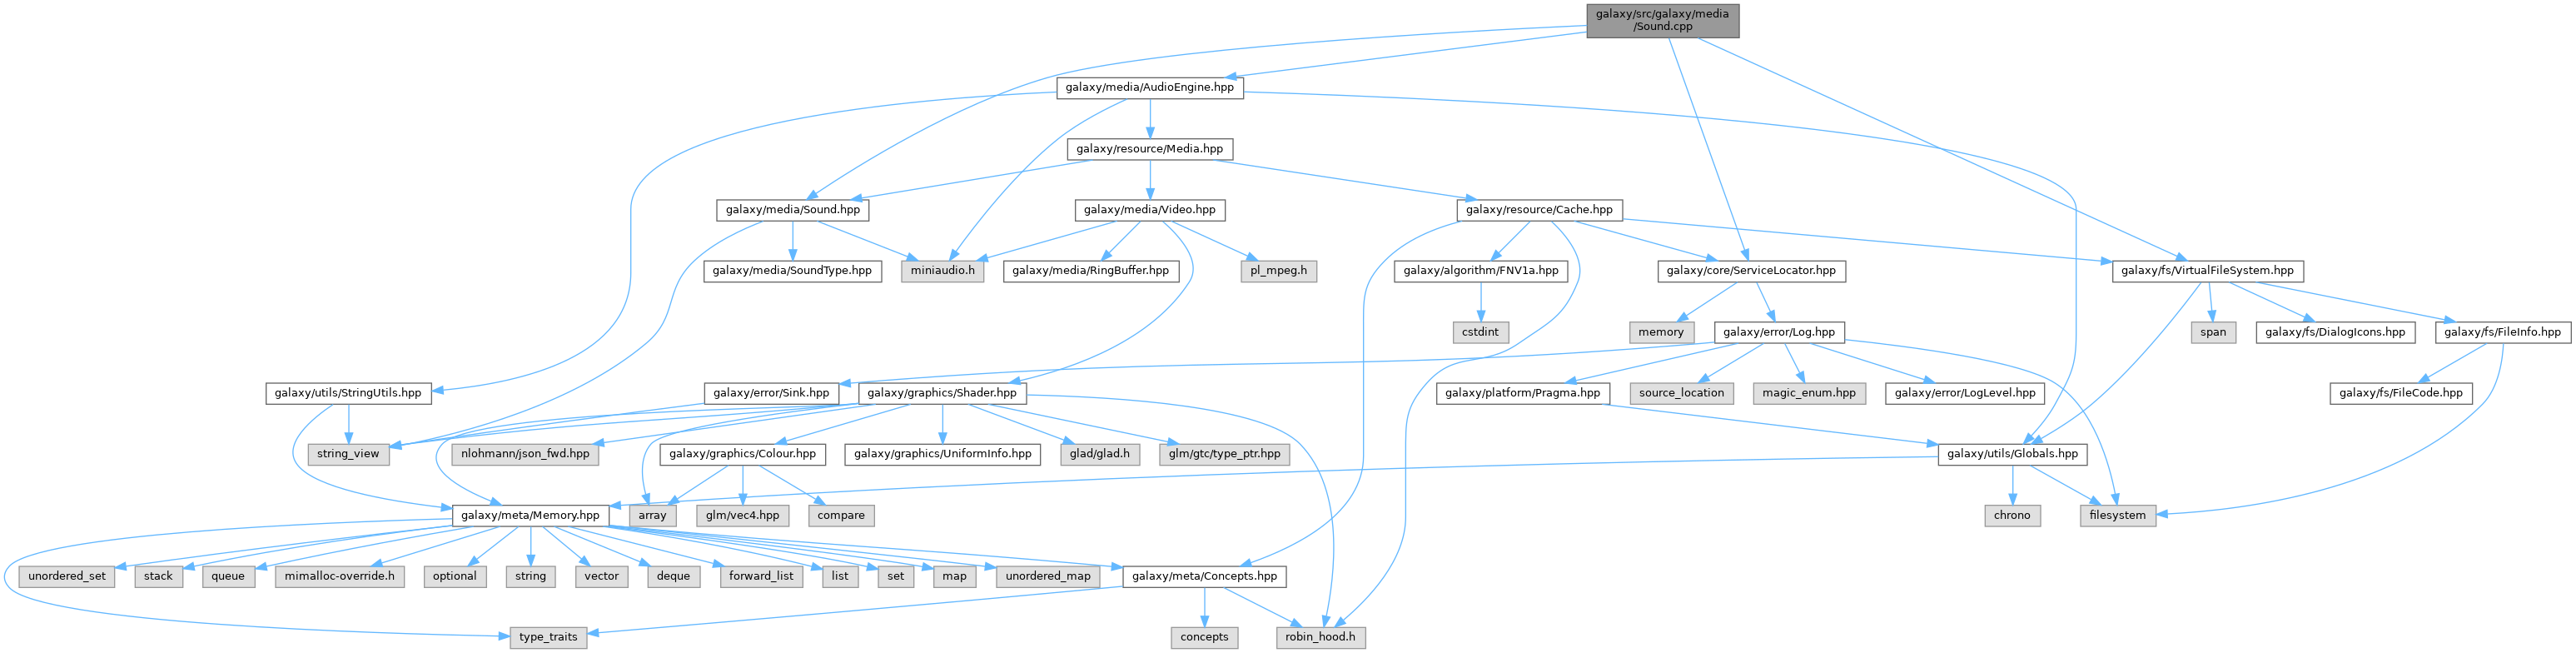 galaxy/src/galaxy/media
/Sound.cpp
galaxy/media/AudioEngine.hpp
galaxy/resource/Media.hpp
galaxy/media/Sound.hpp
galaxy/media/Video.hpp
galaxy/resource/Cache.hpp
galaxy/media/SoundType.hpp
miniaudio.h
galaxy/media/RingBuffer.hpp
pl_mpeg.h
galaxy/algorithm/FNV1a.hpp
galaxy/core/ServiceLocator.hpp
galaxy/fs/VirtualFileSystem.hpp
cstdint
memory
galaxy/error/Log.hpp
span
galaxy/fs/DialogIcons.hpp
galaxy/fs/FileInfo.hpp
galaxy/utils/StringUtils.hpp
galaxy/error/Sink.hpp
galaxy/graphics/Shader.hpp
galaxy/platform/Pragma.hpp
source_location
magic_enum.hpp
galaxy/error/LogLevel.hpp
galaxy/fs/FileCode.hpp
string_view
nlohmann/json_fwd.hpp
galaxy/graphics/Colour.hpp
galaxy/graphics/UniformInfo.hpp
glad/glad.h
glm/gtc/type_ptr.hpp
galaxy/utils/Globals.hpp
galaxy/meta/Memory.hpp
array
glm/vec4.hpp
compare
chrono
filesystem
unordered_set
stack
queue
mimalloc-override.h
optional
string
vector
deque
forward_list
list
set
map
unordered_map
galaxy/meta/Concepts.hpp
type_traits
concepts
robin_hood.h